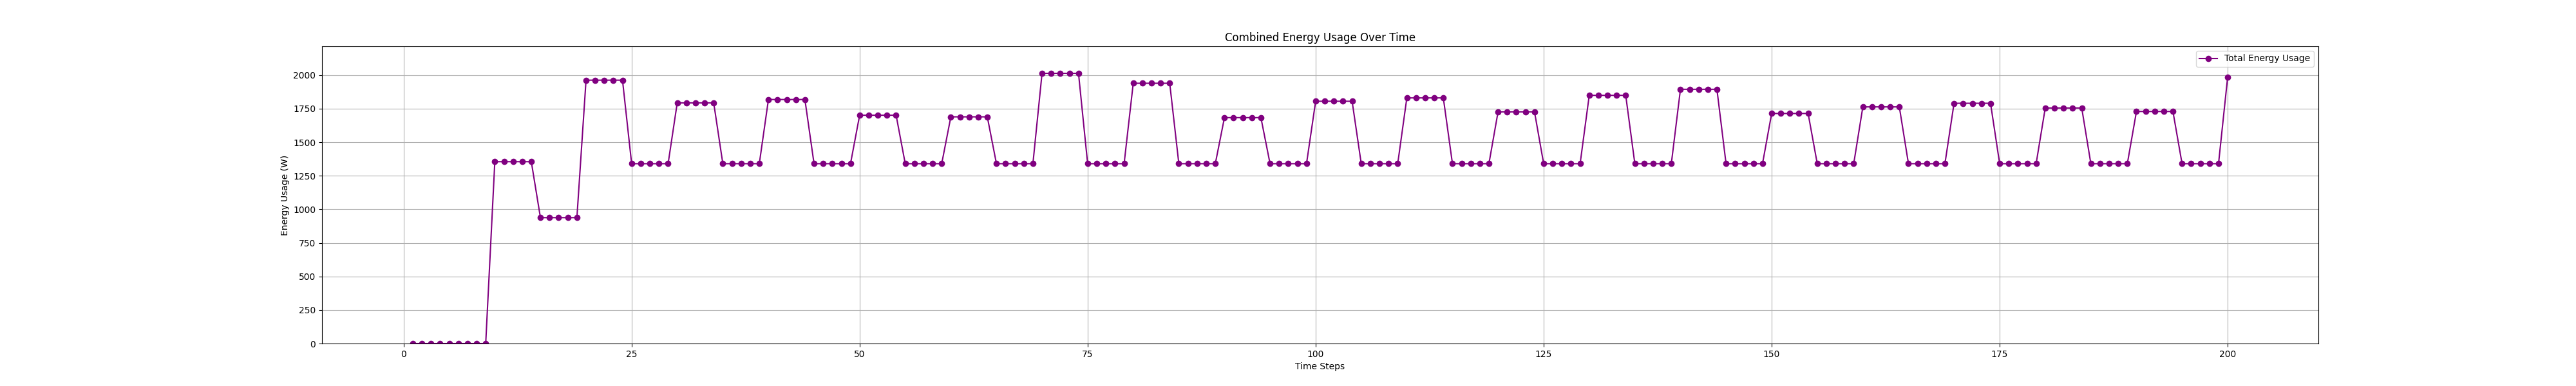 Combined Energy Usage Over Time
Total Energy Usage
Energy Usage (W)
2000
1750
1500
1250
1000
750
500
250
0
0 25 50 75 100 125 150 175 200
Time Steps